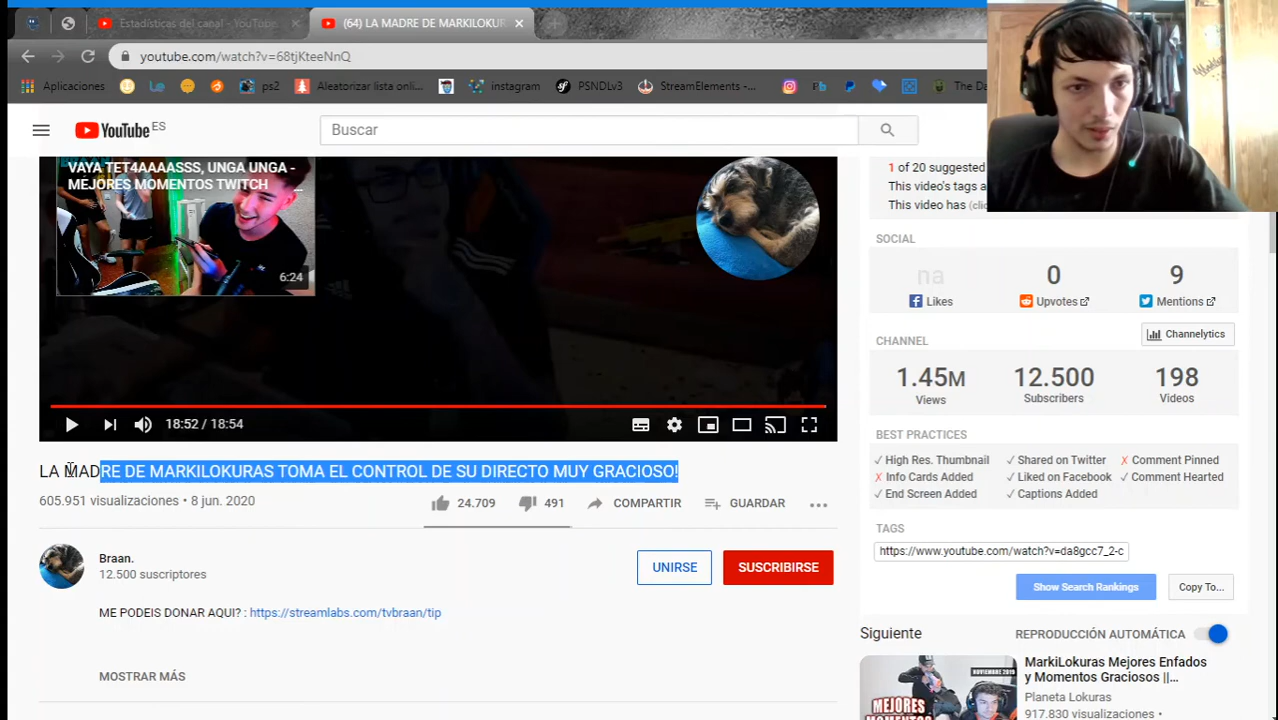 Estadísticas del canal - YouTube
(64) LA MADRE DE MARKILOKUR
youtube.com/watch?v=68tjKteeNnQ
Aplicaciones
Le
ps2
Aleatorizar lista onli...
instagram
PSNDLv3
StreamElements -...
Fb
The Da
YouTube ES
Buscar
VAYA TET4AAAASSS, UNGA UNGA -
MEJORES MOMENTOS TWITCH
6:24
1 of 20 suggested
This video's tags a
This video has (clic
18:52 / 18:54
LA MADRE DE MARKILOKURAS TOMA EL CONTROL DE SU DIRECTO MUY GRACIOSO!
605.951 visualizaciones • 8 jun. 2020
24.709
491
COMPARTIR
GUARDAR
Braan.
12.500 suscriptores
UNIRSE
SUSCRIBIRSE
ME PODEIS DONAR AQUI? : https://streamlabs.com/tvbraan/tip
MOSTRAR MÁS
SOCIAL
na
0
9
Likes
Upvotes
Mentions
CHANNEL
Channelytics
1.45M
12.500
198
Views
Subscribers
Videos
BEST PRACTICES
✓ High Res. Thumbnail
✓ Shared on Twitter
✗ Comment Pinned
✗ Info Cards Added
✓ Liked on Facebook
✓ Comment Hearted
✓ End Screen Added
✓ Captions Added
TAGS
https://www.youtube.com/watch?v=da8gcc7_2-c
Show Search Rankings
Copy To...
Siguiente
REPRODUCCIÓN AUTOMÁTICA
NOVIEMBRE 2019
MEJORES
MarkiLokuras Mejores Enfados
y Momentos Graciosos ||...
Planeta Lokuras
917.830 visualizaciones •